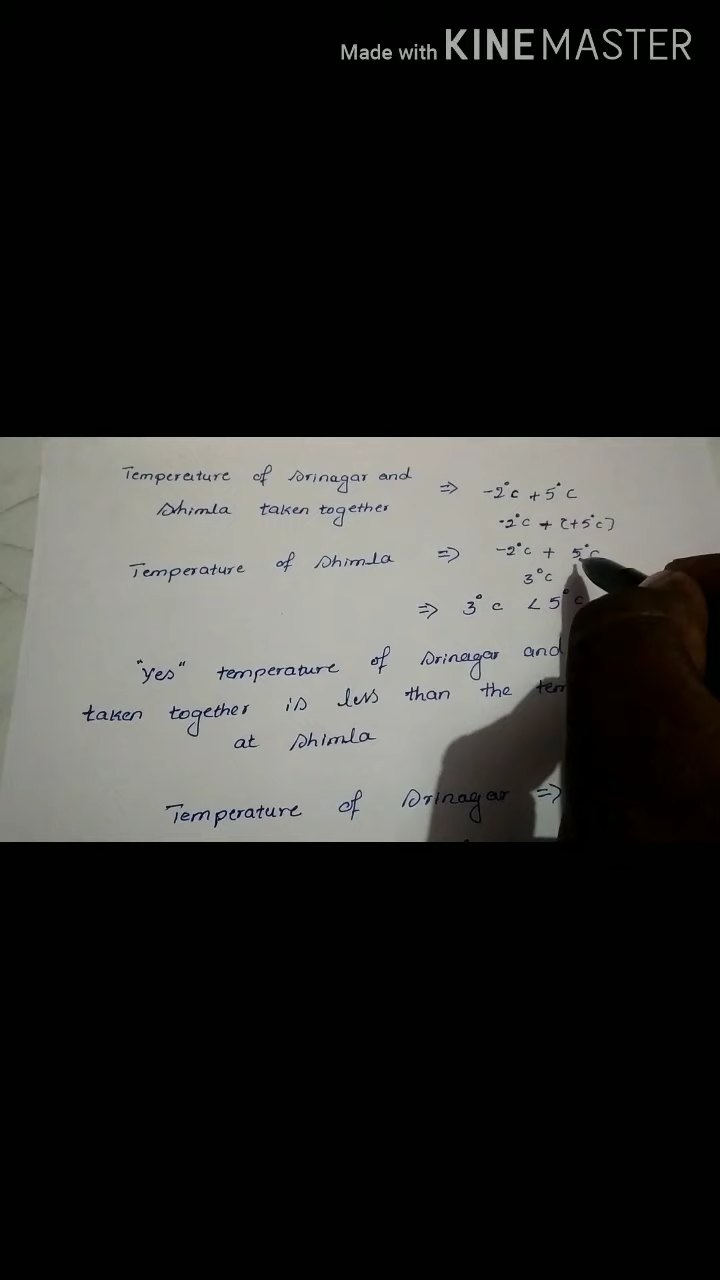 Made with KINEMASTER
Temperature of Srinagar and ⇒ -2°c + 5°c
Shimla taken together -2°c + [+5°c]
Temperature of Shimla ⇒ -2°c + 5°c
3°c
⇒ 3°c < 5°c
"yes" temperature of Srinagar and
taken together is less than the
at Shimla
Temperature of Srinagar ⇒